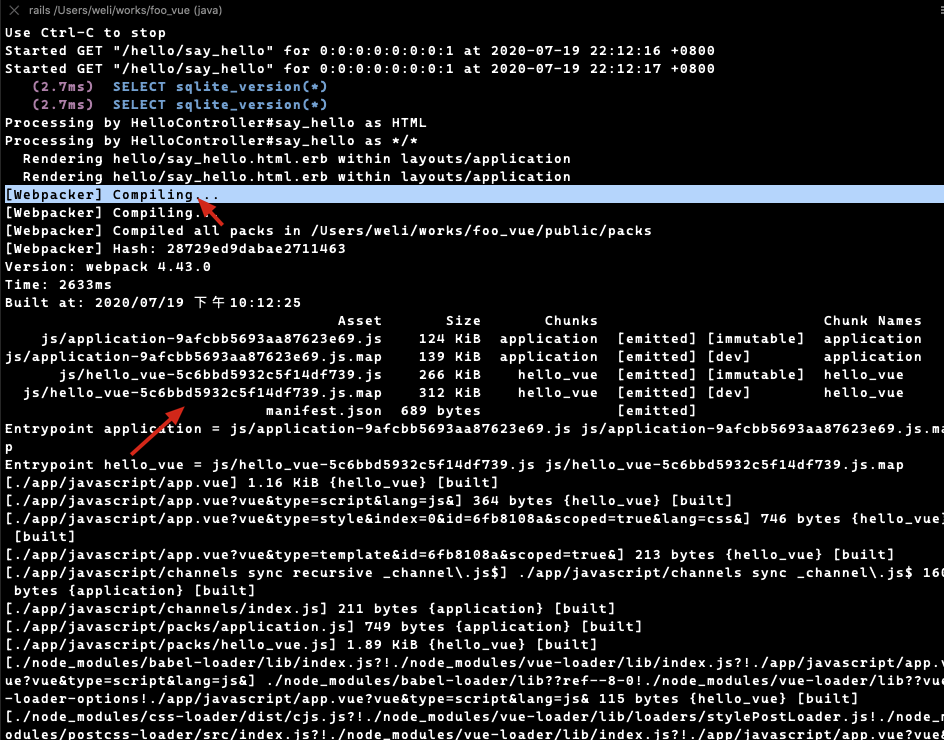 rails /Users/weli/works/foo_vue (java)
Use Ctrl-C to stop
Started GET "/hello/say_hello" for 0:0:0:0:0:0:0:1 at 2020-07-19 22:12:16 +0800
Started GET "/hello/say_hello" for 0:0:0:0:0:0:0:1 at 2020-07-19 22:12:17 +0800
(2.7ms)  SELECT sqlite_version(*)
(2.7ms)  SELECT sqlite_version(*)
Processing by HelloController#say_hello as HTML
Processing by HelloController#say_hello as */*
Rendering hello/say_hello.html.erb within layouts/application
Rendering hello/say_hello.html.erb within layouts/application
[Webpacker] Compiling...
[Webpacker] Compiling...
[Webpacker] Compiled all packs in /Users/weli/works/foo_vue/public/packs
[Webpacker] Hash: 28729ed9dabae2711463
Version: webpack 4.43.0
Time: 2633ms
Built at: 2020/07/19 下午10:12:25
Asset Size Chunks Chunk Names
js/application-9afcbb5693aa87623e69.js 124 KiB application [emitted] [immutable] application
js/application-9afcbb5693aa87623e69.js.map 139 KiB application [emitted] [dev] application
js/hello_vue-5c6bbd5932c5f14df739.js 266 KiB hello_vue [emitted] [immutable] hello_vue
js/hello_vue-5c6bbd5932c5f14df739.js.map 312 KiB hello_vue [emitted] [dev] hello_vue
manifest.json 689 bytes [emitted]
Entrypoint application = js/application-9afcbb5693aa87623e69.js js/application-9afcbb5693aa87623e69.js.ma
p
Entrypoint hello_vue = js/hello_vue-5c6bbd5932c5f14df739.js js/hello_vue-5c6bbd5932c5f14df739.js.map
[./app/javascript/app.vue] 1.16 KiB {hello_vue} [built]
[./app/javascript/app.vue?vue&type=script&lang=js&] 364 bytes {hello_vue} [built]
[./app/javascript/app.vue?vue&type=style&index=0&id=6fb8108a&scoped=true&lang=css&] 746 bytes {hello_vue}
[built]
[./app/javascript/app.vue?vue&type=template&id=6fb8108a&scoped=true&] 213 bytes {hello_vue} [built]
[./app/javascript/channels sync recursive _channel\.js$] ./app/javascript/channels sync _channel\.js$ 160
bytes {application} [built]
[./app/javascript/channels/index.js] 211 bytes {application} [built]
[./app/javascript/packs/application.js] 749 bytes {application} [built]
[./app/javascript/packs/hello_vue.js] 1.89 KiB {hello_vue} [built]
[./node_modules/babel-loader/lib/index.js?!./node_modules/vue-loader/lib/index.js?!./app/javascript/app.v
ue?vue&type=script&lang=js&] ./node_modules/babel-loader/lib??ref--8-0!./node_modules/vue-loader/lib??vue
-loader-options!./app/javascript/app.vue?vue&type=script&lang=js& 115 bytes {hello_vue} [built]
[./node_modules/css-loader/dist/cjs.js?!./node_modules/vue-loader/lib/loaders/stylePostLoader.js!./node_m
odules/postcss-loader/src/index.js?!./node_modules/vue-loader/lib/index.js?!./app/javascript/app.vue?vue&